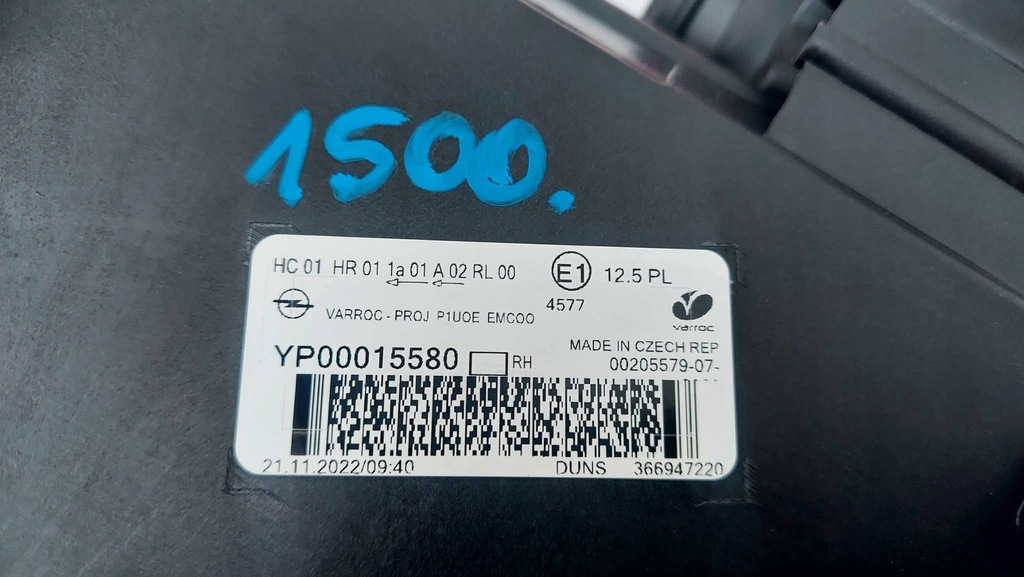 1500.
HC 01 HR 01 1a 01 A 02 RL 00
E1 12.5 PL
4577
VARROC - PROJ P1UOE EMCOO
varroc
MADE IN CZECH REP
YP00015580 RH
00205579-07-
21.11.2022/09:40 DUNS 366947220